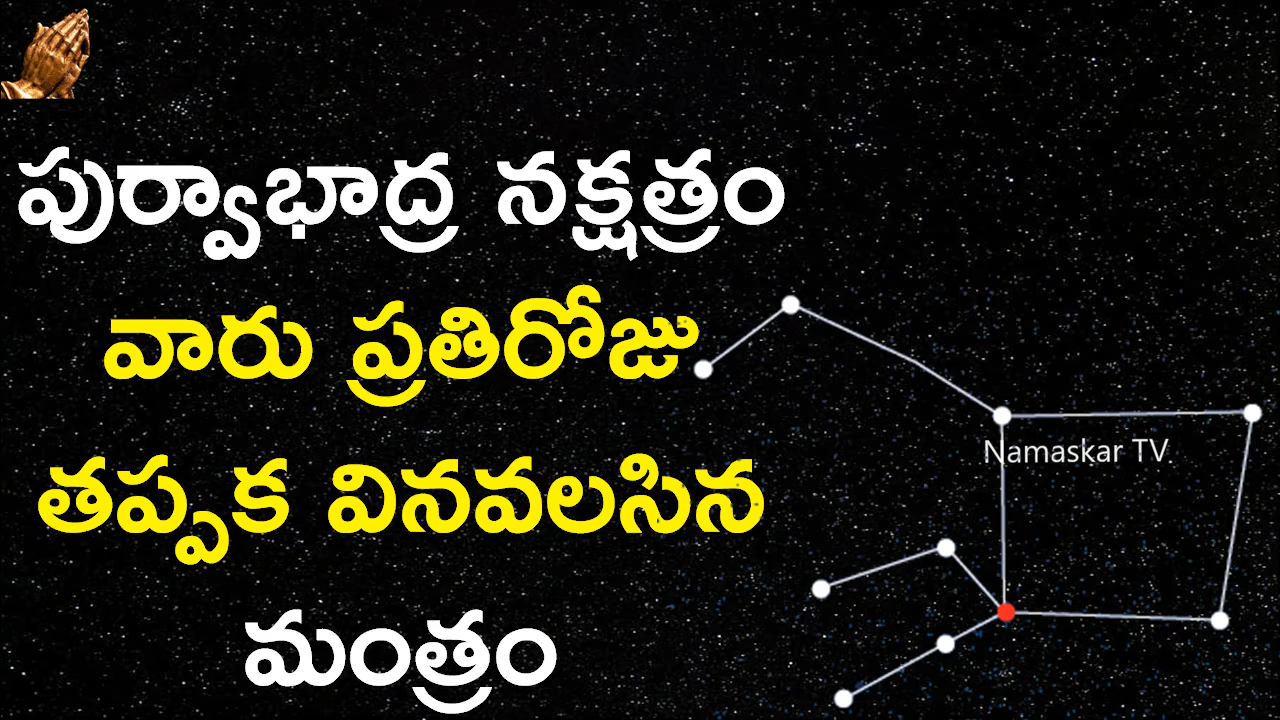 పుర్వాభాద్ర నక్షత్రం
వారు ప్రతిరోజు
Namaskar TV
తప్పక వినవలసిన
మంత్రం